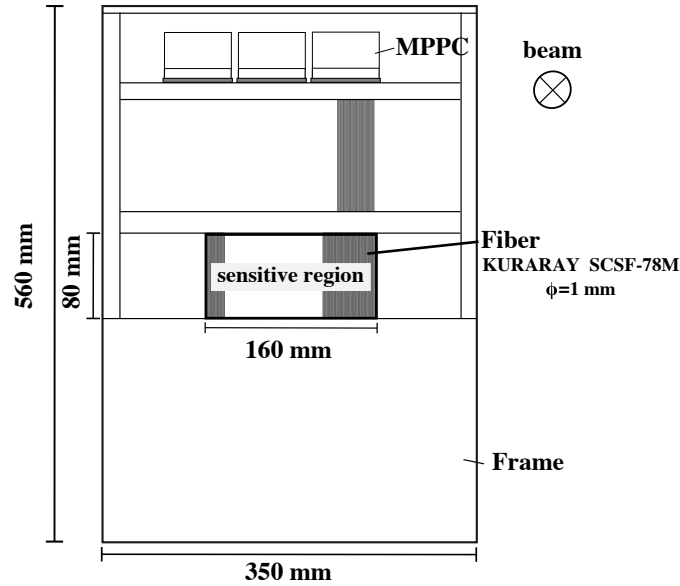 MPPC
beam
560 mm
80 mm
sensitive region
Fiber
KURARAY SCSF-78M
ϕ=1 mm
160 mm
Frame
350 mm